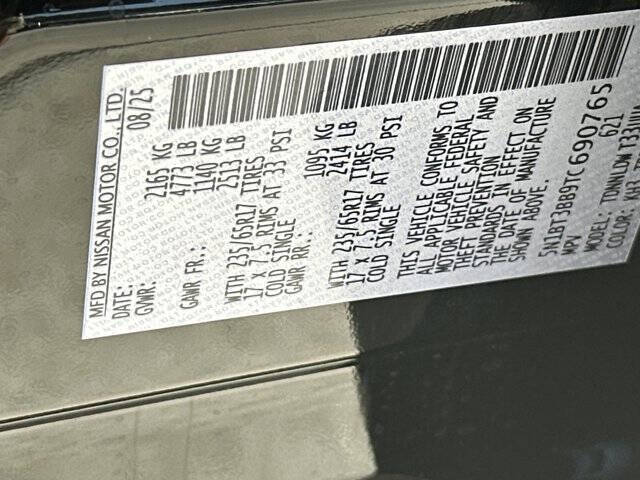 MFD BY NISSAN MOTOR CO., LTD.
DATE: 08/25
GVWR: 2165 KG
4773 LB
GAWR FR.: 1140 KG
2513 LB
WITH 235/65R17 TIRES
17 X 7.5 RIMS AT 33 PSI
COLD SINGLE
GAWR RR.: 1095 KG
2414 LB
WITH 235/65R17 TIRES
17 X 7.5 RIMS AT 30 PSI
COLD SINGLE
THIS VEHICLE CONFORMS TO
ALL APPLICABLE FEDERAL
MOTOR VEHICLE SAFETY AND
THEFT PREVENTION
STANDARDS IN EFFECT ON
THE DATE OF MANUFACTURE
SHOWN ABOVE.
5N1BT3BB9TC690765
MPV 621
MODEL:
COLOR: KH3